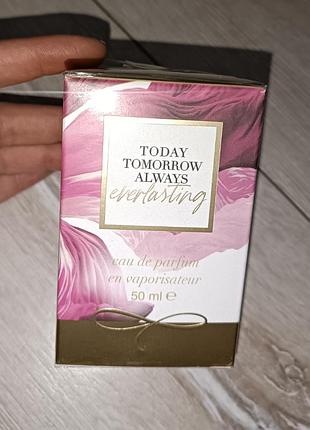 TODAY
TOMORROW
ALWAYS
everlasting
eau de parfum
en vaporisateur
50 ml ℮